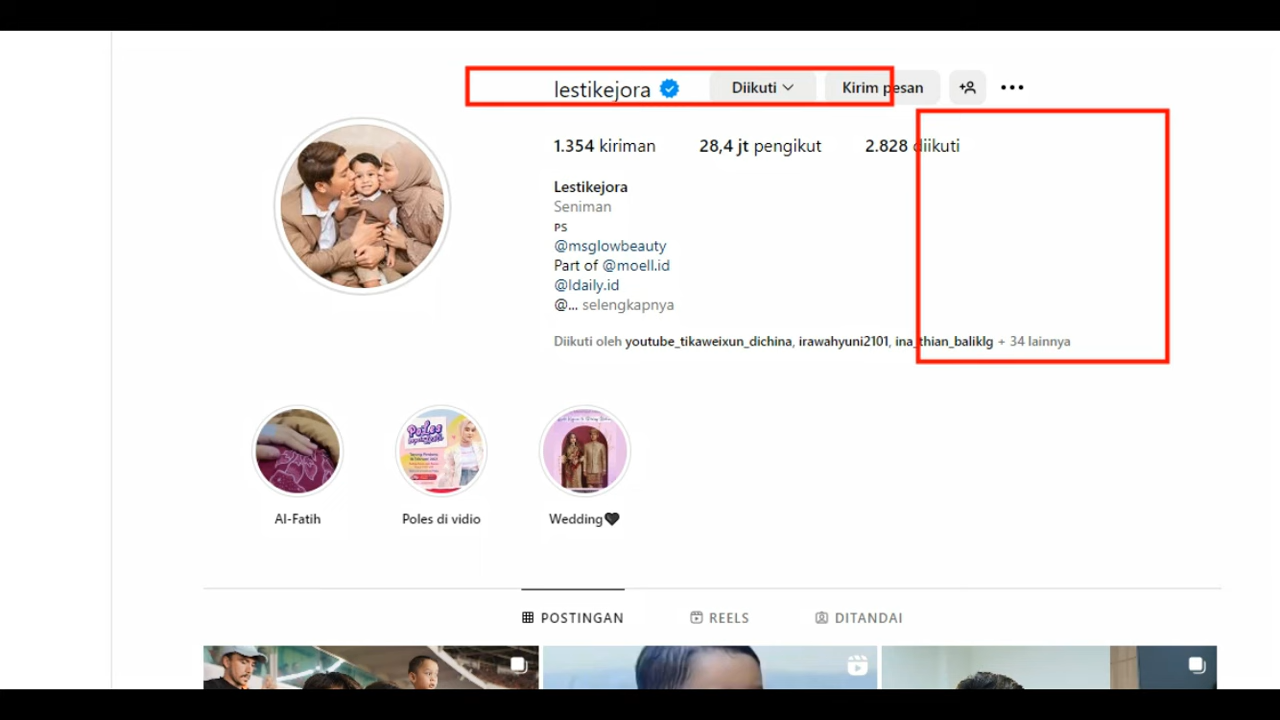 lestikejora Diikuti Kirim pesan
1.354 kiriman 28,4 jt pengikut 2.828 diikuti
Lestikejora
Seniman
PS
@msglowbeauty
Part of @moell.id
@ldaily.id
@... selengkapnya
Diikuti oleh youtube_tikaweixun_dichina, irawahyuni2101, ina_thian_baliklg + 34 lainnya
Poles
Al-Fatih Poles di vidio Wedding🖤
POSTINGAN REELS DITANDAI